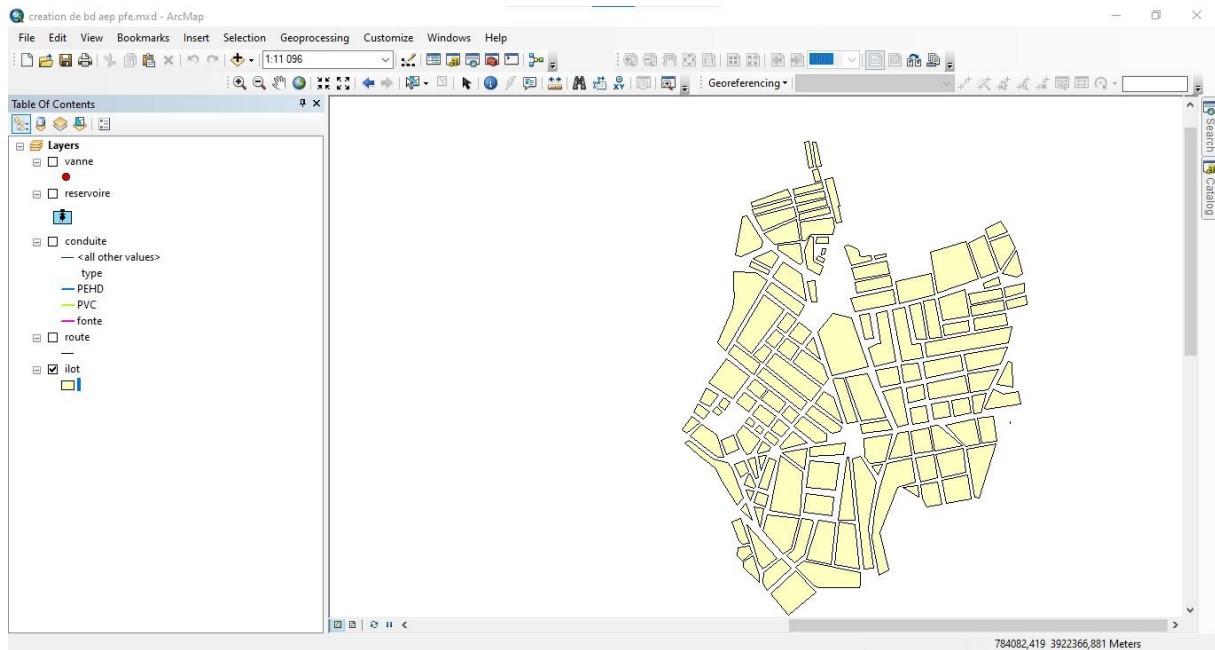 creation de bd aep pfe.mxd - ArcMap
File Edit View Bookmarks Insert Selection Geoprocessing Customize Windows Help
1:11 096
Georeferencing
Table Of Contents
Layers
vanne
reservoire
conduite
<all other values>
type
PEHD
PVC
fonte
route
ilot
Search
Catalog
784082,419 3922366,881 Meters